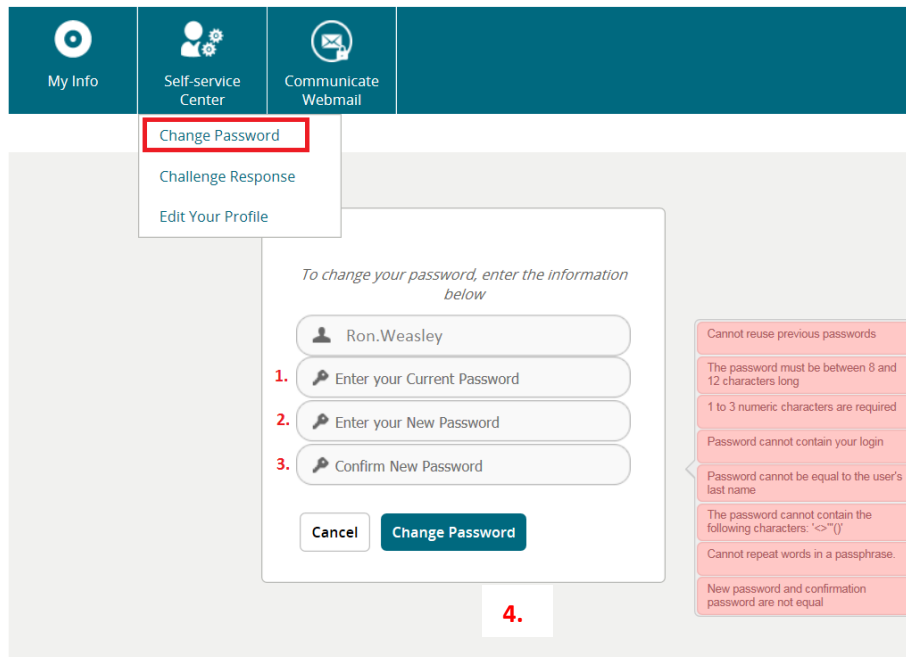 My Info
Self-service
Center
Communicate
Webmail
Change Password
Challenge Response
Edit Your Profile
To change your password, enter the information
below
Ron.Weasley
1.
Enter your Current Password
2.
Enter your New Password
3.
Confirm New Password
Cancel
Change Password
4.
Cannot reuse previous passwords
The password must be between 8 and
12 characters long
1 to 3 numeric characters are required
Password cannot contain your login
Password cannot be equal to the user's
last name
The password cannot contain the
following characters: '<>"'()'
Cannot repeat words in a passphrase.
New password and confirmation
password are not equal